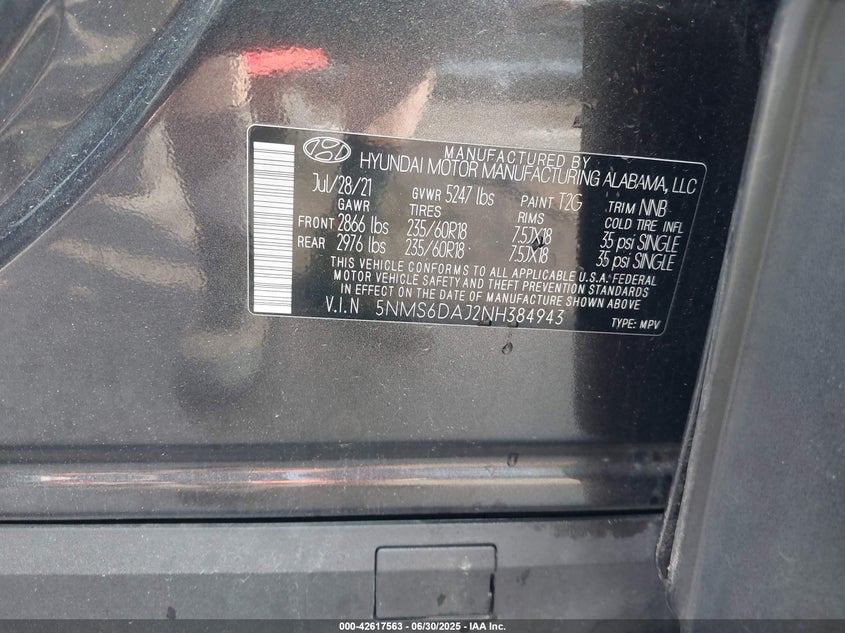 MANUFACTURED BY
HYUNDAI MOTOR MANUFACTURING ALABAMA, LLC
Jul/28/21 GVWR 5247 lbs PAINT T2G TRIM NNB
GAWR TIRES RIMS COLD TIRE INFL
FRONT 2866 lbs 235/60R18 7.5JX18 35 psi SINGLE
REAR 2976 lbs 235/60R18 7.5JX18 35 psi SINGLE
THIS VEHICLE CONFORMS TO ALL APPLICABLE U.S.A. FEDERAL
MOTOR VEHICLE SAFETY AND THEFT PREVENTION STANDARDS
IN EFFECT ON THE DATE OF MANUFACTURE SHOWN ABOVE
V.I.N 5NMS6DAJ2NH384943 TYPE: MPV
000-42617563 - 06/30/2025 - IAA Inc.